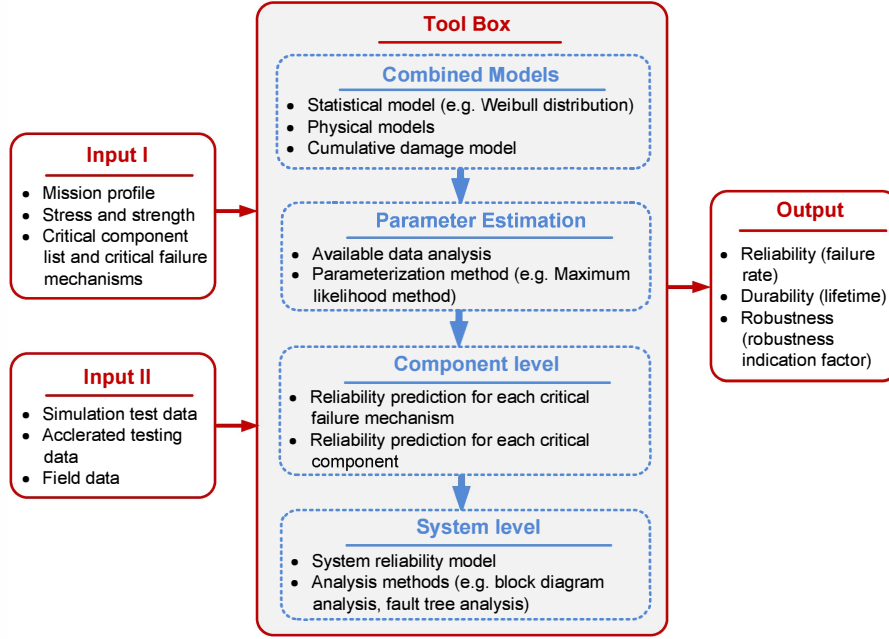 Input I
• Mission profile
• Stress and strength
• Critical component
list and critical failure
mechanisms
Input II
• Simulation test data
• Acclerated testing
data
• Field data
Tool Box
Combined Models
• Statistical model (e.g. Weibull distribution)
• Physical models
• Cumulative damage model
Parameter Estimation
• Available data analysis
• Parameterization method (e.g. Maximum
likelihood method)
Component level
• Reliability prediction for each critical
failure mechanism
• Reliability prediction for each critical
component
System level
• System reliability model
• Analysis methods (e.g. block diagram
analysis, fault tree analysis)
Output
• Reliability (failure
rate)
• Durability (lifetime)
• Robustness
(robustness
indication factor)